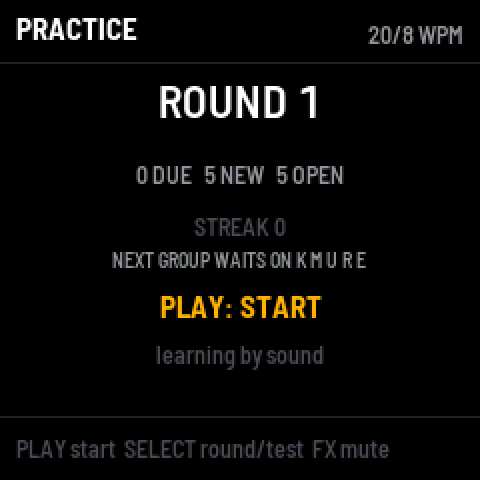 PRACTICE
20/8 WPM
ROUND 1
0 DUE 5 NEW 5 OPEN
STREAK 0
NEXT GROUP WAITS ON K M U R E
PLAY: START
learning by sound
PLAY start SELECT round/test FX mute